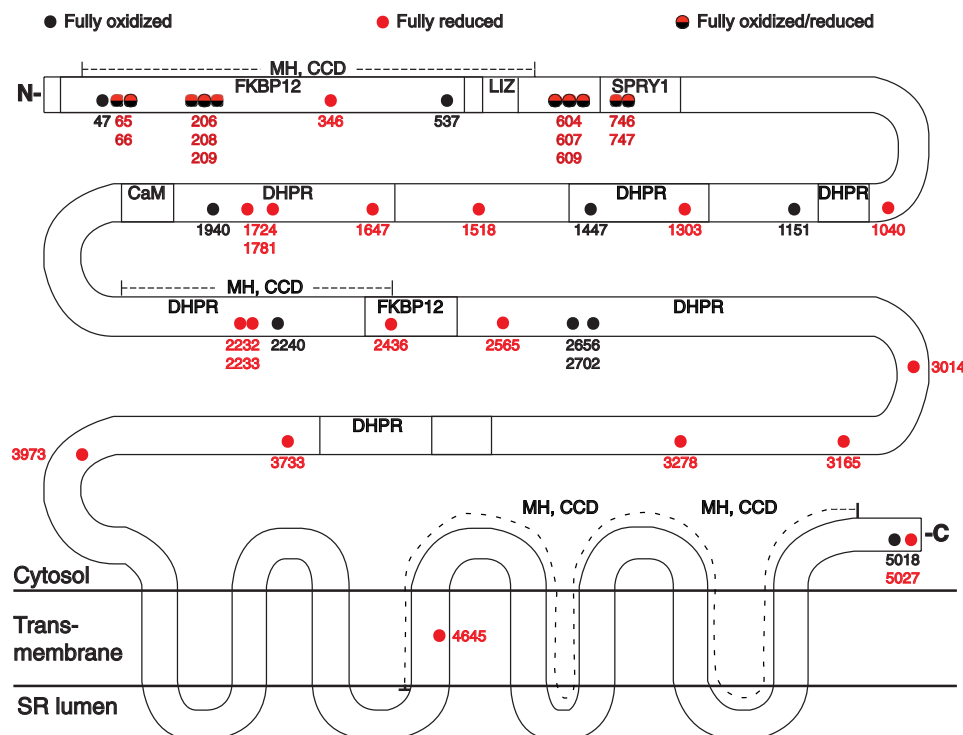 Fully oxidized
Fully reduced
Fully oxidized/reduced
MH, CCD
N-
FKBP12
LIZ
SPRY1
47 65 206 346 537 604 746
66 208 607 747
209 609
CaM
DHPR
DHPR
DHPR
1940 1724 1647 1518 1447 1303 1151 1040
1781
MH, CCD
DHPR
FKBP12
DHPR
2232 2240 2436 2565 2656
2233 2702
3014
DHPR
3973
3733 3278 3165
MH, CCD
MH, CCD
-C
5018
5027
Cytosol
Trans-
membrane
4645
SR lumen